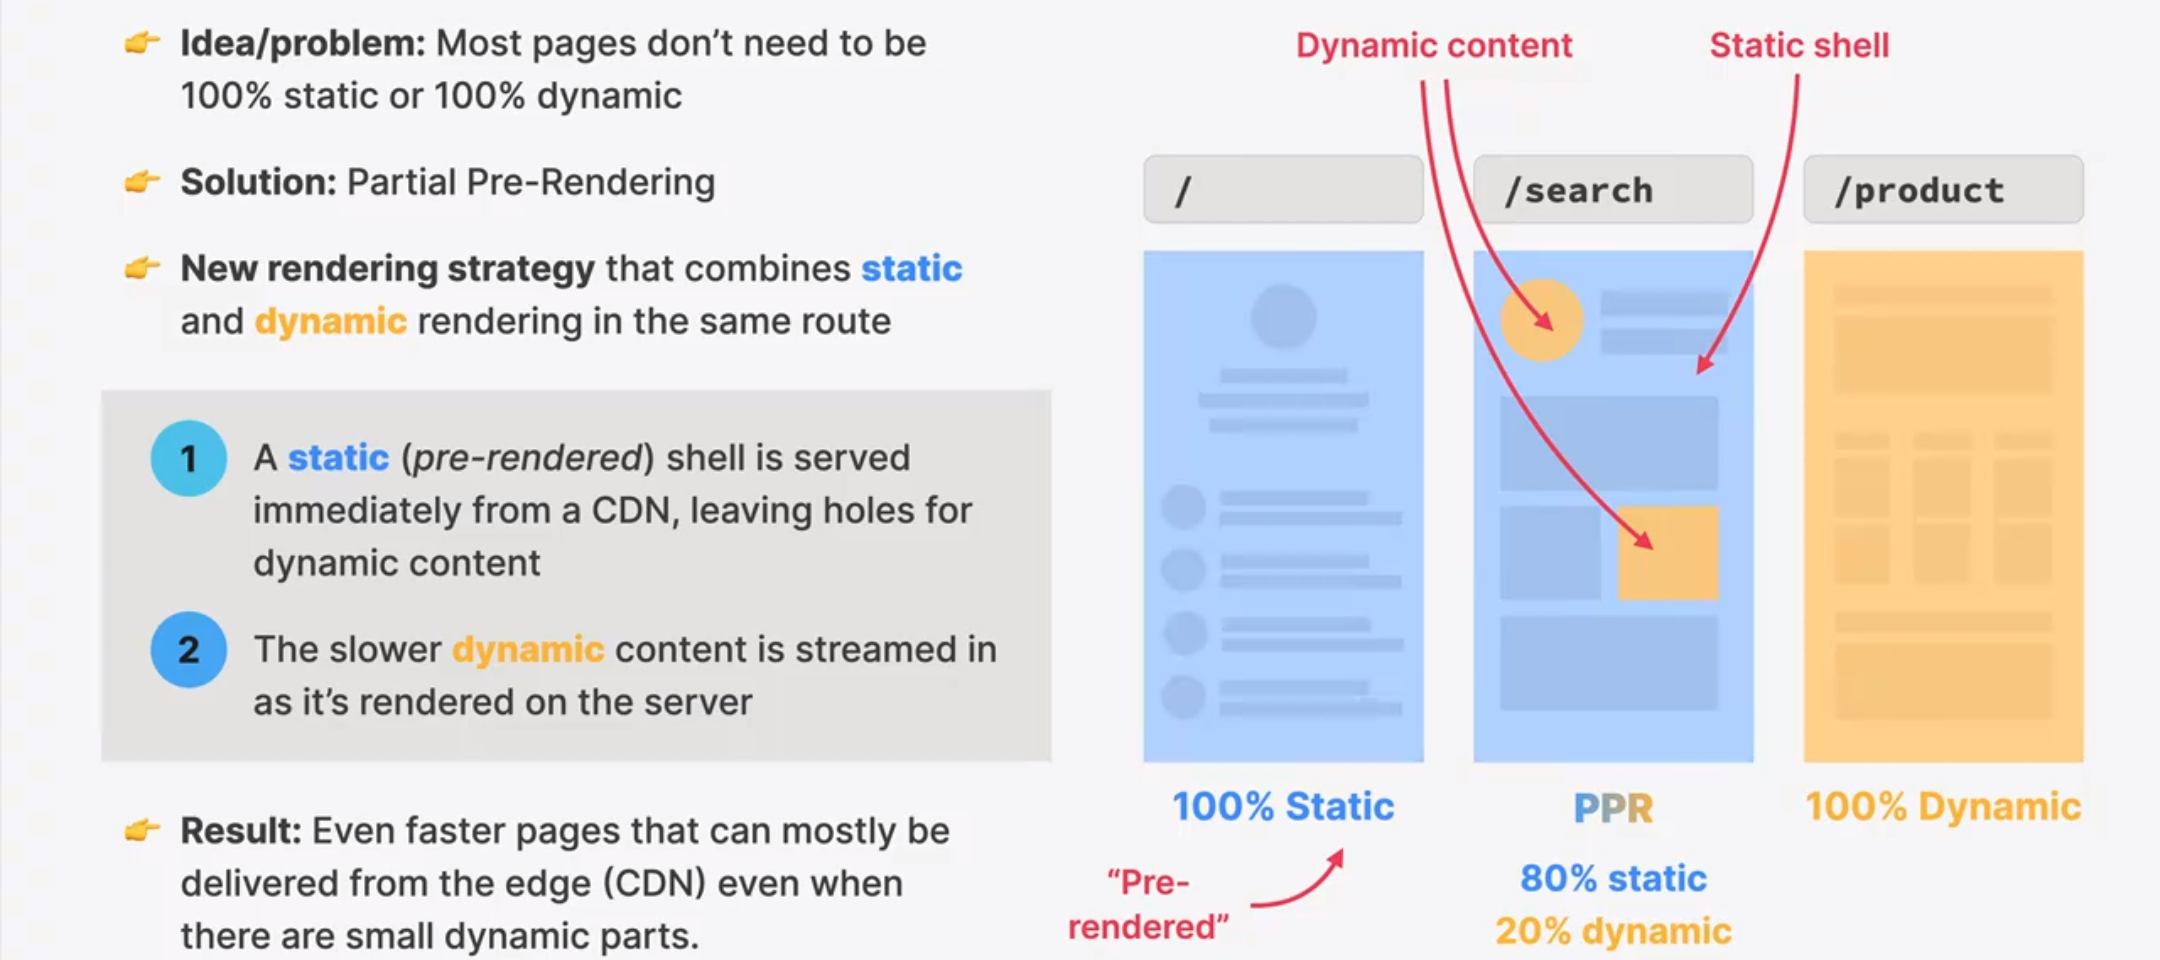 👉 Idea/problem: Most pages don’t need to be
100% static or 100% dynamic
👉 Solution: Partial Pre-Rendering
👉 New rendering strategy that combines static
and dynamic rendering in the same route
1 A static (pre-rendered) shell is served
immediately from a CDN, leaving holes for
dynamic content
2 The slower dynamic content is streamed in
as it’s rendered on the server
👉 Result: Even faster pages that can mostly be
delivered from the edge (CDN) even when
there are small dynamic parts.
Dynamic content
Static shell
/
/search
/product
100% Static
PPR
100% Dynamic
“Pre-
rendered”
80% static
20% dynamic